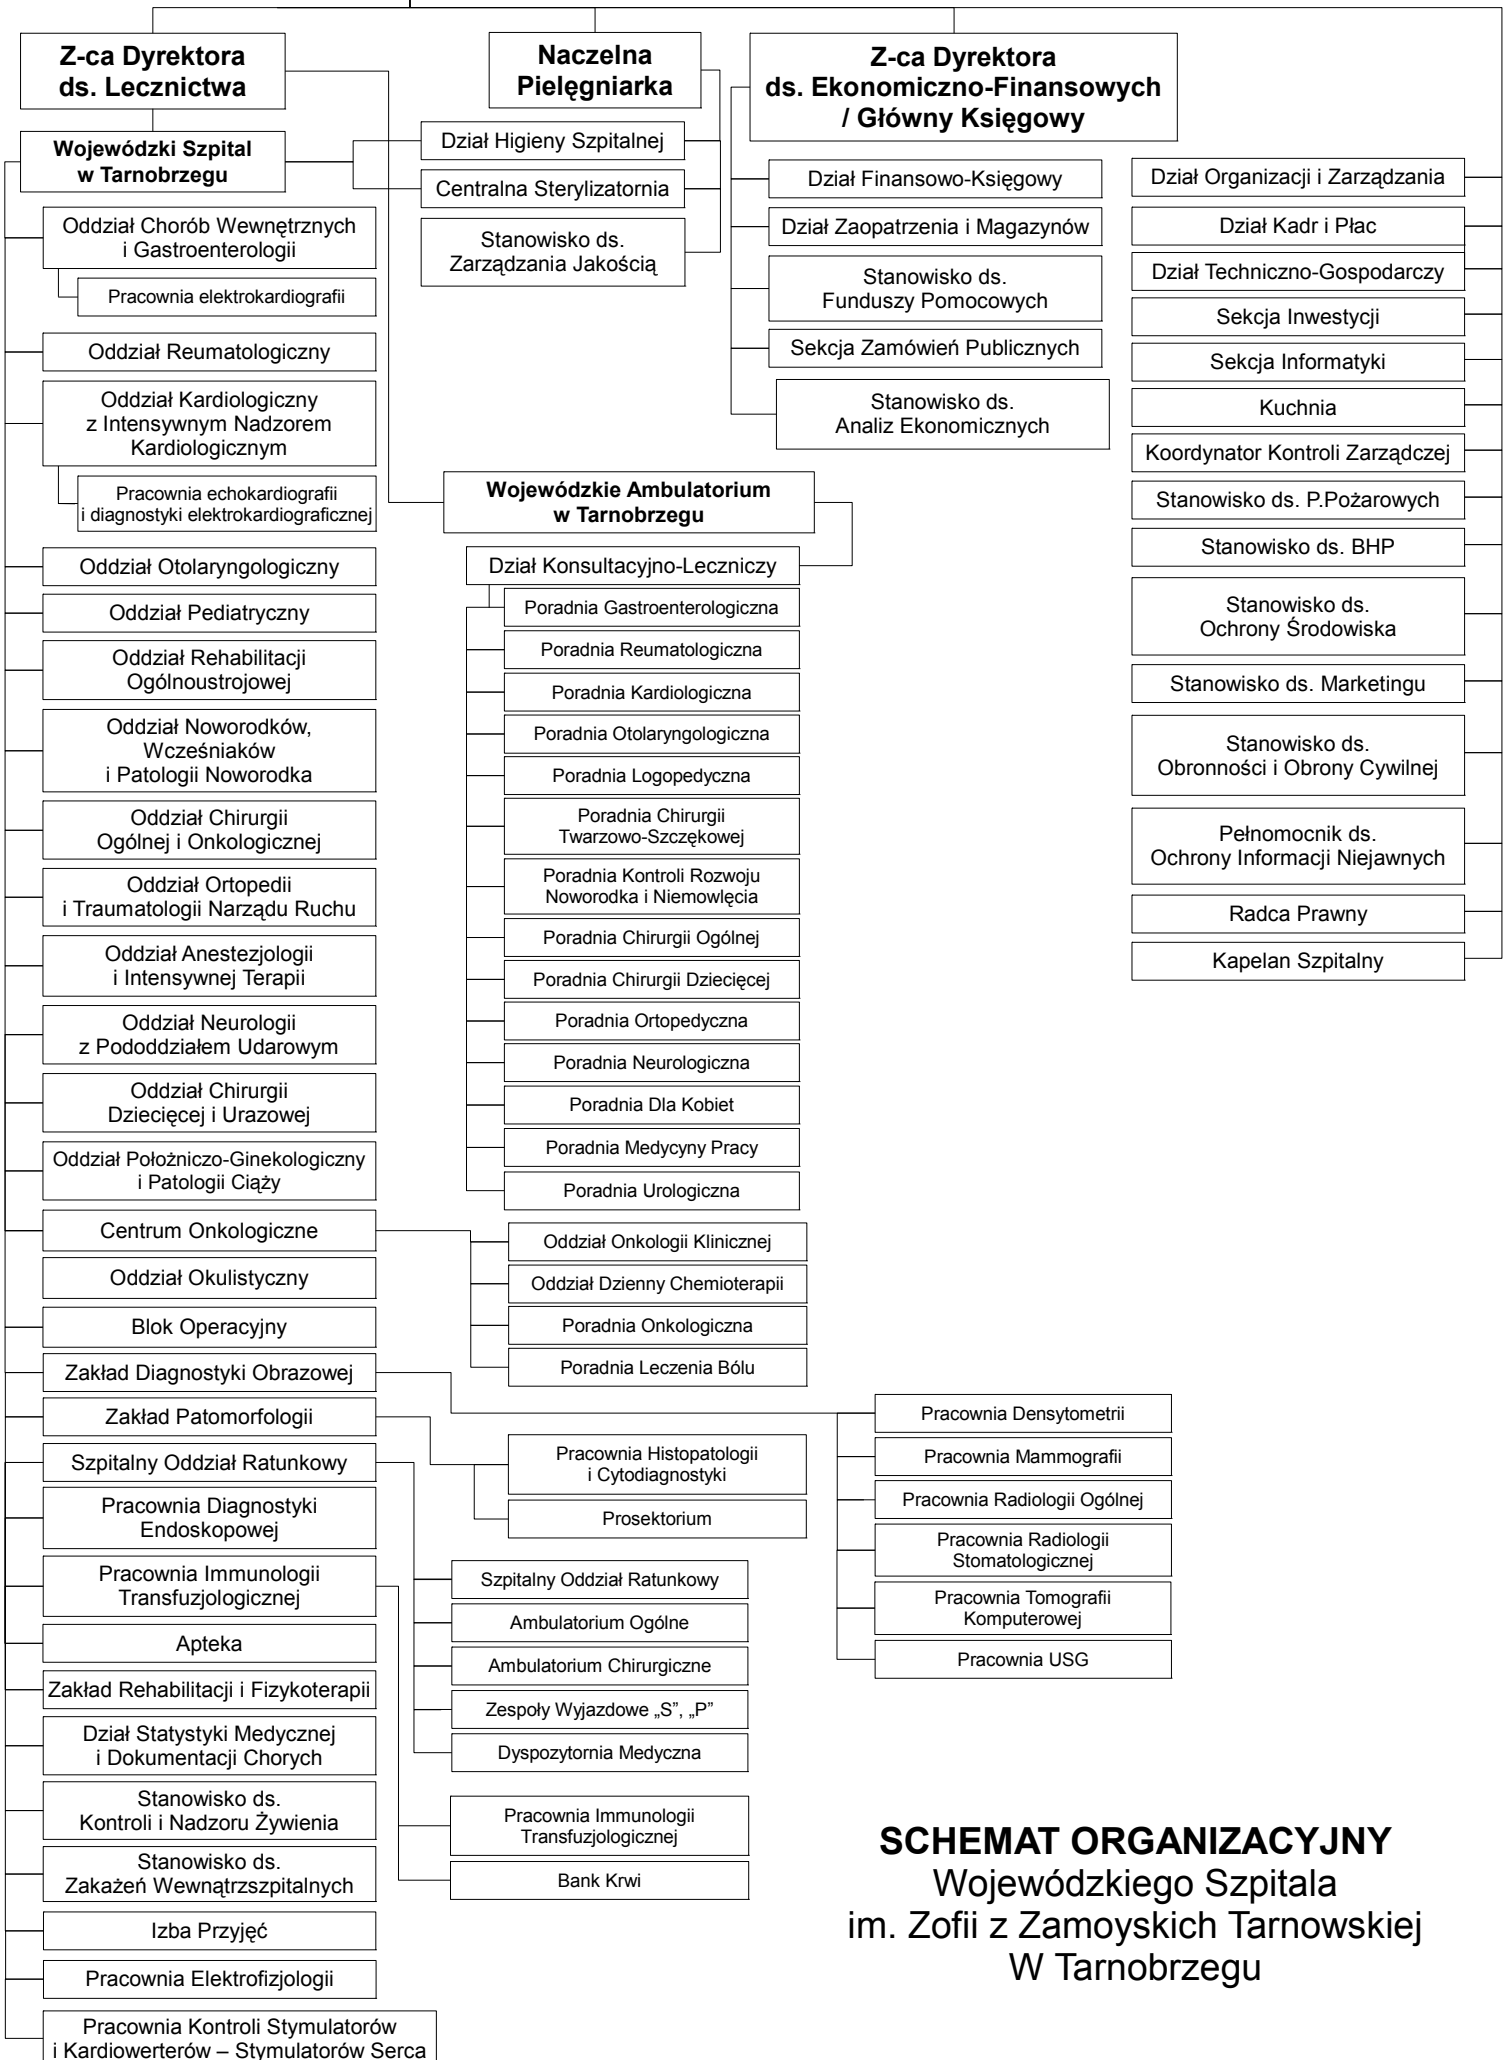 Z-ca Dyrektora
ds. Lecznictwa
Naczelna
Pielęgniarka
Z-ca Dyrektora
ds. Ekonomiczno-Finansowych
/ Główny Księgowy
Wojewódzki Szpital
w Tarnobrzegu
Dział Higieny Szpitalnej
Centralna Sterylizatornia
Stanowisko ds.
Zarządzania Jakością
Dział Finansowo-Księgowy
Dział Zaopatrzenia i Magazynów
Stanowisko ds.
Funduszy Pomocowych
Sekcja Zamówień Publicznych
Stanowisko ds.
Analiz Ekonomicznych
Dział Organizacji i Zarządzania
Dział Kadr i Płac
Dział Techniczno-Gospodarczy
Sekcja Inwestycji
Sekcja Informatyki
Kuchnia
Koordynator Kontroli Zarządczej
Stanowisko ds. P.Pożarowych
Stanowisko ds. BHP
Stanowisko ds.
Ochrony Środowiska
Stanowisko ds. Marketingu
Stanowisko ds.
Obronności i Obrony Cywilnej
Pełnomocnik ds.
Ochrony Informacji Niejawnych
Radca Prawny
Kapelan Szpitalny
Oddział Chorób Wewnętrznych
i Gastroenterologii
Pracownia elektrokardiografii
Oddział Reumatologiczny
Oddział Kardiologiczny
z Intensywnym Nadzorem
Kardiologicznym
Pracownia echokardiografii
i diagnostyki elektrokardiograficznej
Oddział Otolaryngologiczny
Oddział Pediatryczny
Oddział Rehabilitacji
Ogólnoustrojowej
Oddział Noworodków,
Wcześniaków
i Patologii Noworodka
Oddział Chirurgii
Ogólnej i Onkologicznej
Oddział Ortopedii
i Traumatologii Narządu Ruchu
Oddział Anestezjologii
i Intensywnej Terapii
Oddział Neurologii
z Pododdziałem Udarowym
Oddział Chirurgii
Dziecięcej i Urazowej
Oddział Położniczo-Ginekologiczny
i Patologii Ciąży
Centrum Onkologiczne
Oddział Okulistyczny
Blok Operacyjny
Zakład Diagnostyki Obrazowej
Zakład Patomorfologii
Szpitalny Oddział Ratunkowy
Pracownia Diagnostyki
Endoskopowej
Pracownia Immunologii
Transfuzjologicznej
Apteka
Zakład Rehabilitacji i Fizykoterapii
Dział Statystyki Medycznej
i Dokumentacji Chorych
Stanowisko ds.
Kontroli i Nadzoru Żywienia
Stanowisko ds.
Zakażeń Wewnątrzszpitalnych
Izba Przyjęć
Pracownia Elektrofizjologii
Pracownia Kontroli Stymulatorów
i Kardiowerterów – Stymulatorów Serca
Wojewódzkie Ambulatorium
w Tarnobrzegu
Dział Konsultacyjno-Leczniczy
Poradnia Gastroenterologiczna
Poradnia Reumatologiczna
Poradnia Kardiologiczna
Poradnia Otolaryngologiczna
Poradnia Logopedyczna
Poradnia Chirurgii
Twarzowo-Szczękowej
Poradnia Kontroli Rozwoju
Noworodka i Niemowlęcia
Poradnia Chirurgii Ogólnej
Poradnia Chirurgii Dziecięcej
Poradnia Ortopedyczna
Poradnia Neurologiczna
Poradnia Dla Kobiet
Poradnia Medycyny Pracy
Poradnia Urologiczna
Oddział Onkologii Klinicznej
Oddział Dzienny Chemioterapii
Poradnia Onkologiczna
Poradnia Leczenia Bólu
Pracownia Histopatologii
i Cytodiagnostyki
Prosektorium
Szpitalny Oddział Ratunkowy
Ambulatorium Ogólne
Ambulatorium Chirurgiczne
Zespoły Wyjazdowe „S”, „P”
Dyspozytornia Medyczna
Pracownia Immunologii
Transfuzjologicznej
Bank Krwi
Pracownia Densytometrii
Pracownia Mammografii
Pracownia Radiologii Ogólnej
Pracownia Radiologii
Stomatologicznej
Pracownia Tomografii
Komputerowej
Pracownia USG
SCHEMAT ORGANIZACYJNY
Wojewódzkiego Szpitala
im. Zofii z Zamoyskich Tarnowskiej
W Tarnobrzegu